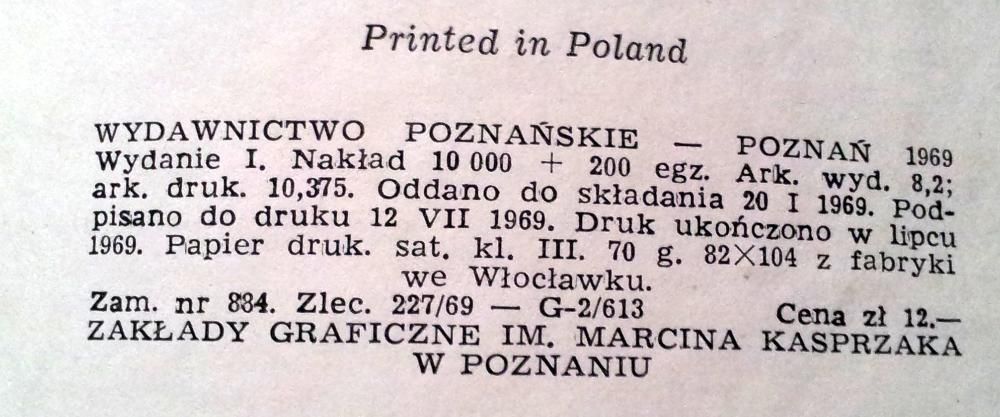 Printed in Poland
WYDAWNICTWO POZNAŃSKIE — POZNAŃ 1969
Wydanie I. Nakład 10 000 + 200 egz. Ark. wyd. 8,2;
ark. druk. 10,375. Oddano do składania 20 I 1969. Pod-
pisano do druku 12 VII 1969. Druk ukończono w lipcu
1969. Papier druk. sat. kl. III. 70 g. 82×104 z fabryki
we Włocławku.
Zam. nr 884. Zlec. 227/69 — G-2/613 Cena zł 12.—
ZAKŁADY GRAFICZNE IM. MARCINA KASPRZAKA
W POZNANIU